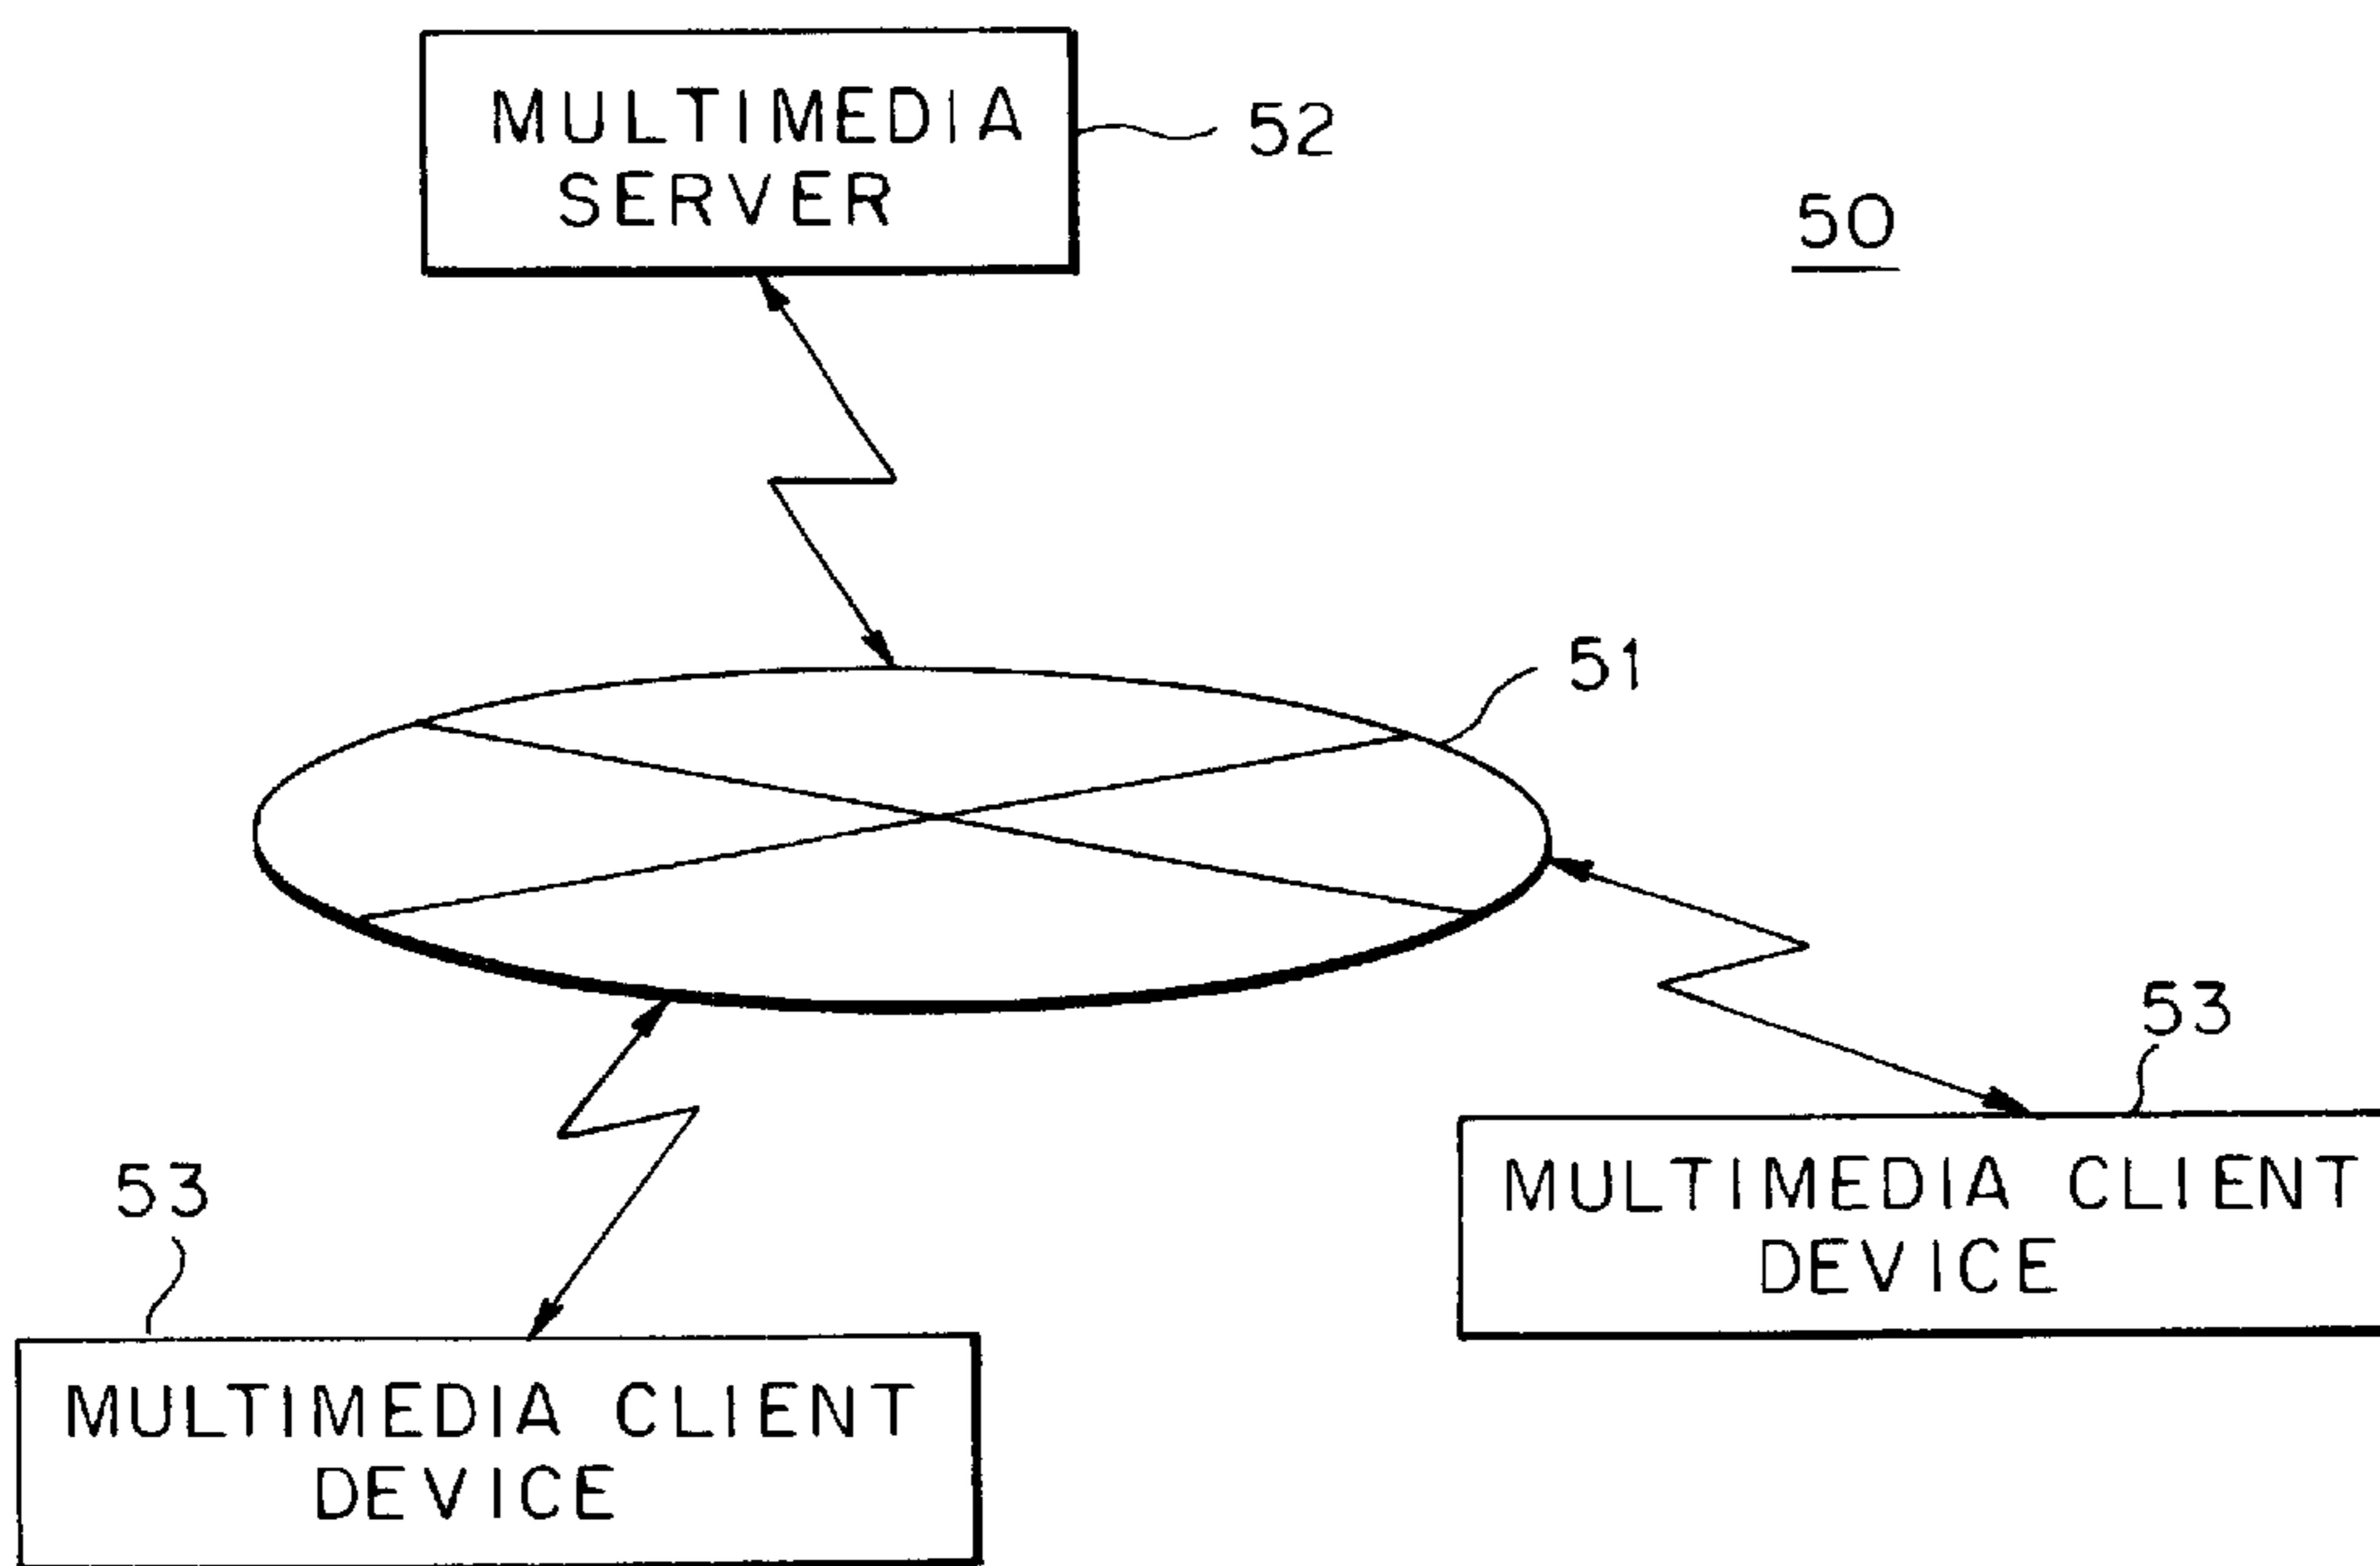 MULTIMEDIA
SERVER
52
50
51
53
MULTIMEDIA CLIENT
DEVICE
53
MULTIMEDIA CLIENT
DEVICE